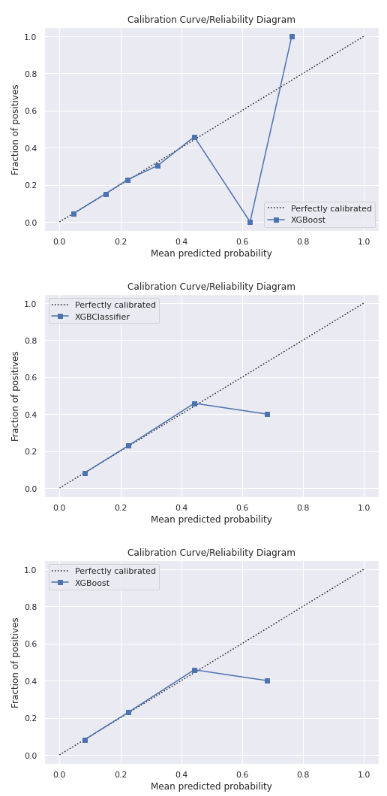 Calibration Curve/Reliability Diagram
1.0
0.8
0.6
0.4
0.2
0.0
Fraction of positives
Perfectly calibrated
XGBoost
0.0 0.2 0.4 0.6 0.8 1.0
Mean predicted probability
Calibration Curve/Reliability Diagram
Perfectly calibrated
XGBClassifier
1.0
0.8
0.6
0.4
0.2
0.0
Fraction of positives
0.0 0.2 0.4 0.6 0.8 1.0
Mean predicted probability
Calibration Curve/Reliability Diagram
Perfectly calibrated
XGBoost
1.0
0.8
0.6
0.4
0.2
0.0
Fraction of positives
0.0 0.2 0.4 0.6 0.8 1.0
Mean predicted probability